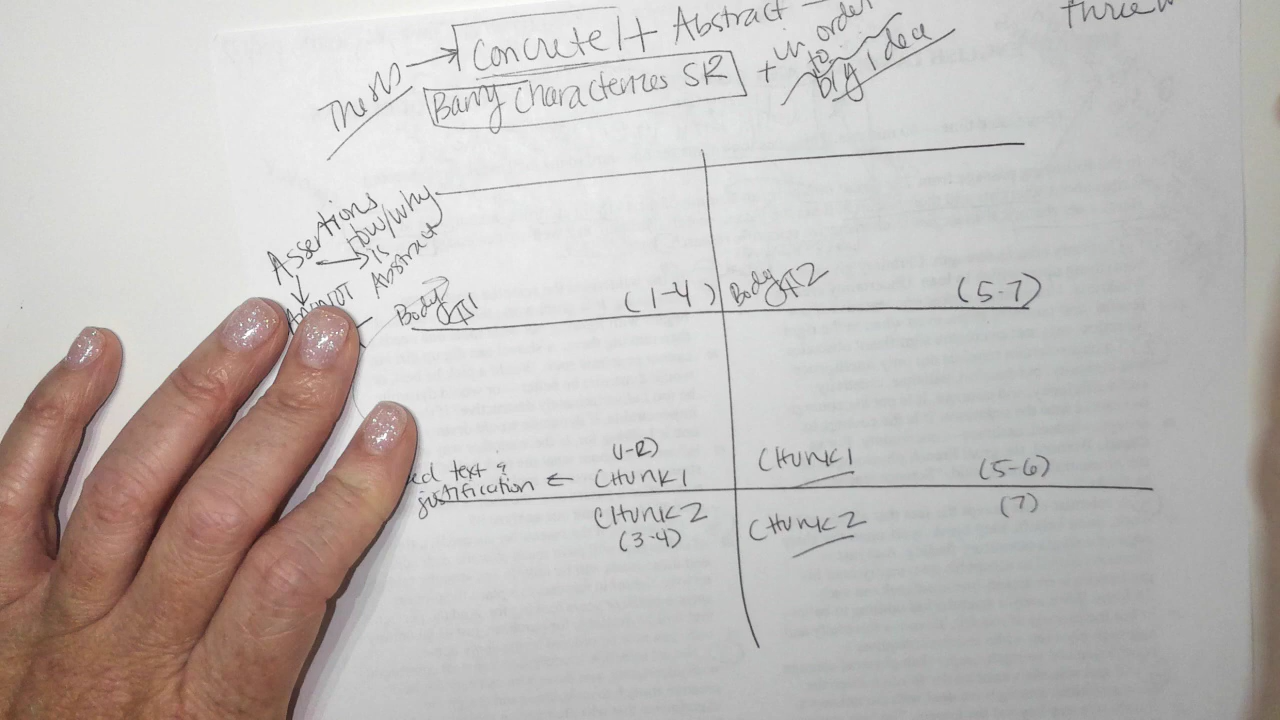 Thesis → Concrete + Abstract
Barry characterizes SR + in order
to
big idea
Assertions
→ how/why
is
Abstract
Body #1 (1-4) Body #2 (5-7)
(1-2)
text &
justification ← CHUNK 1 CHUNK 1 (5-6)
CHUNK 2 CHUNK 2 (7)
(3-4)